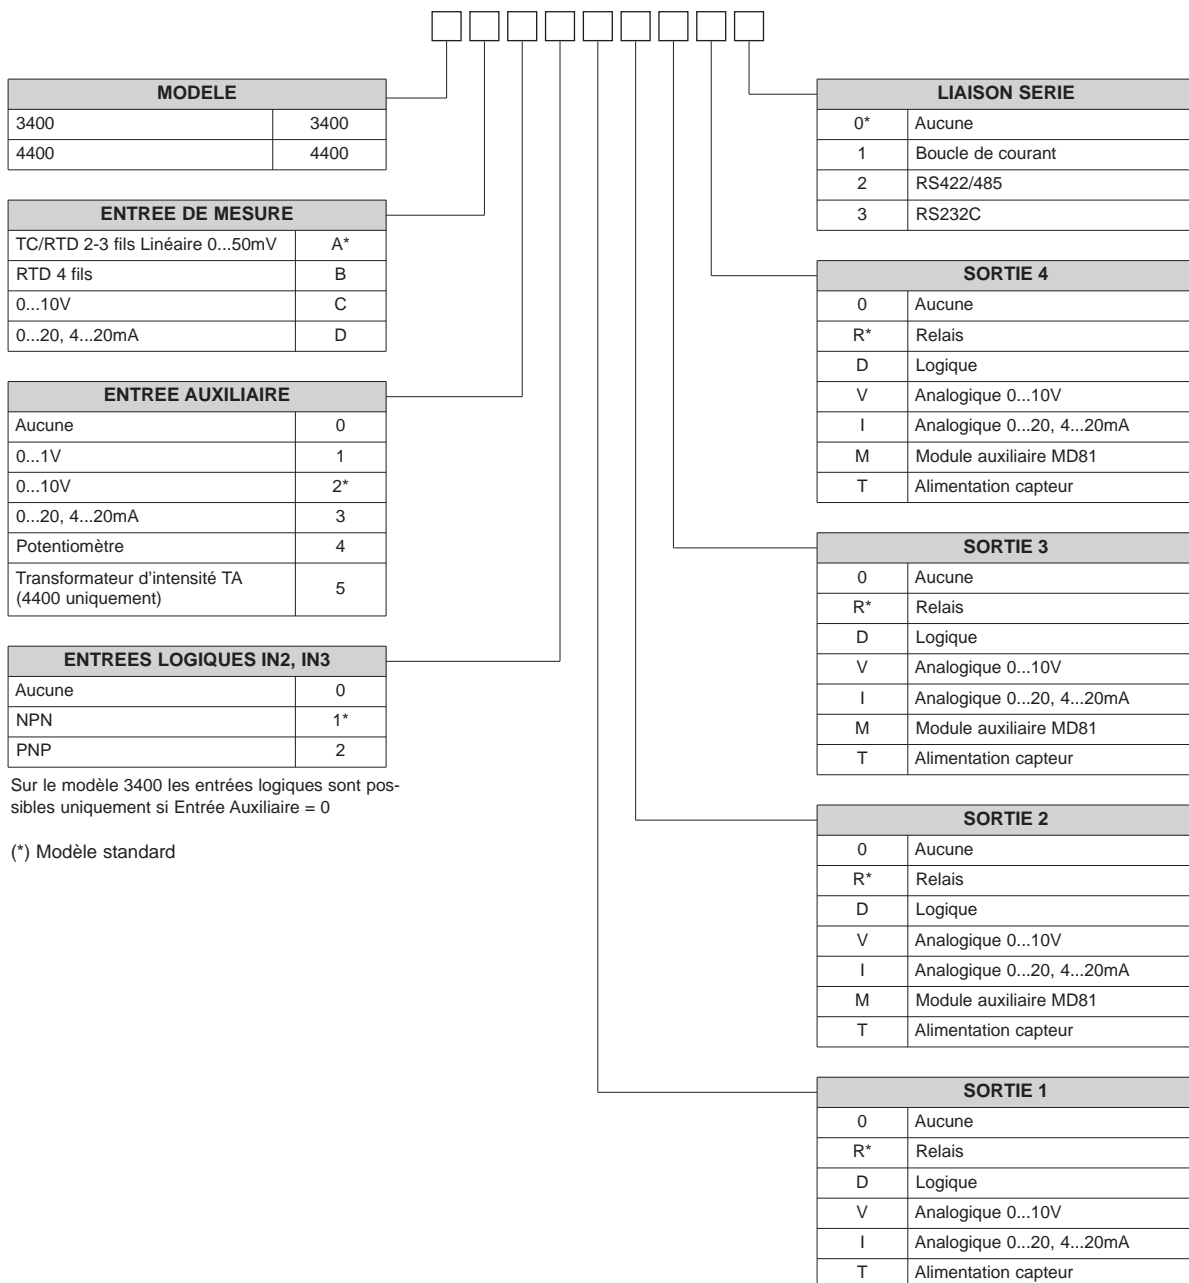 MODELE
3400 3400
4400 4400
ENTREE DE MESURE
TC/RTD 2-3 fils Linéaire 0...50mV A*
RTD 4 fils B
0...10V C
0...20, 4...20mA D
ENTREE AUXILIAIRE
Aucune 0
0...1V 1
0...10V 2*
0...20, 4...20mA 3
Potentiomètre 4
Transformateur d'intensité TA
(4400 uniquement) 5
ENTREES LOGIQUES IN2, IN3
Aucune 0
NPN 1*
PNP 2
Sur le modèle 3400 les entrées logiques sont pos-
sibles uniquement si Entrée Auxiliaire = 0
(*) Modèle standard
LIAISON SERIE
0* Aucune
1 Boucle de courant
2 RS422/485
3 RS232C
SORTIE 4
0 Aucune
R* Relais
D Logique
V Analogique 0...10V
I Analogique 0...20, 4...20mA
M Module auxiliaire MD81
T Alimentation capteur
SORTIE 3
0 Aucune
R* Relais
D Logique
V Analogique 0...10V
I Analogique 0...20, 4...20mA
M Module auxiliaire MD81
T Alimentation capteur
SORTIE 2
0 Aucune
R* Relais
D Logique
V Analogique 0...10V
I Analogique 0...20, 4...20mA
M Module auxiliaire MD81
T Alimentation capteur
SORTIE 1
0 Aucune
R* Relais
D Logique
V Analogique 0...10V
I Analogique 0...20, 4...20mA
T Alimentation capteur